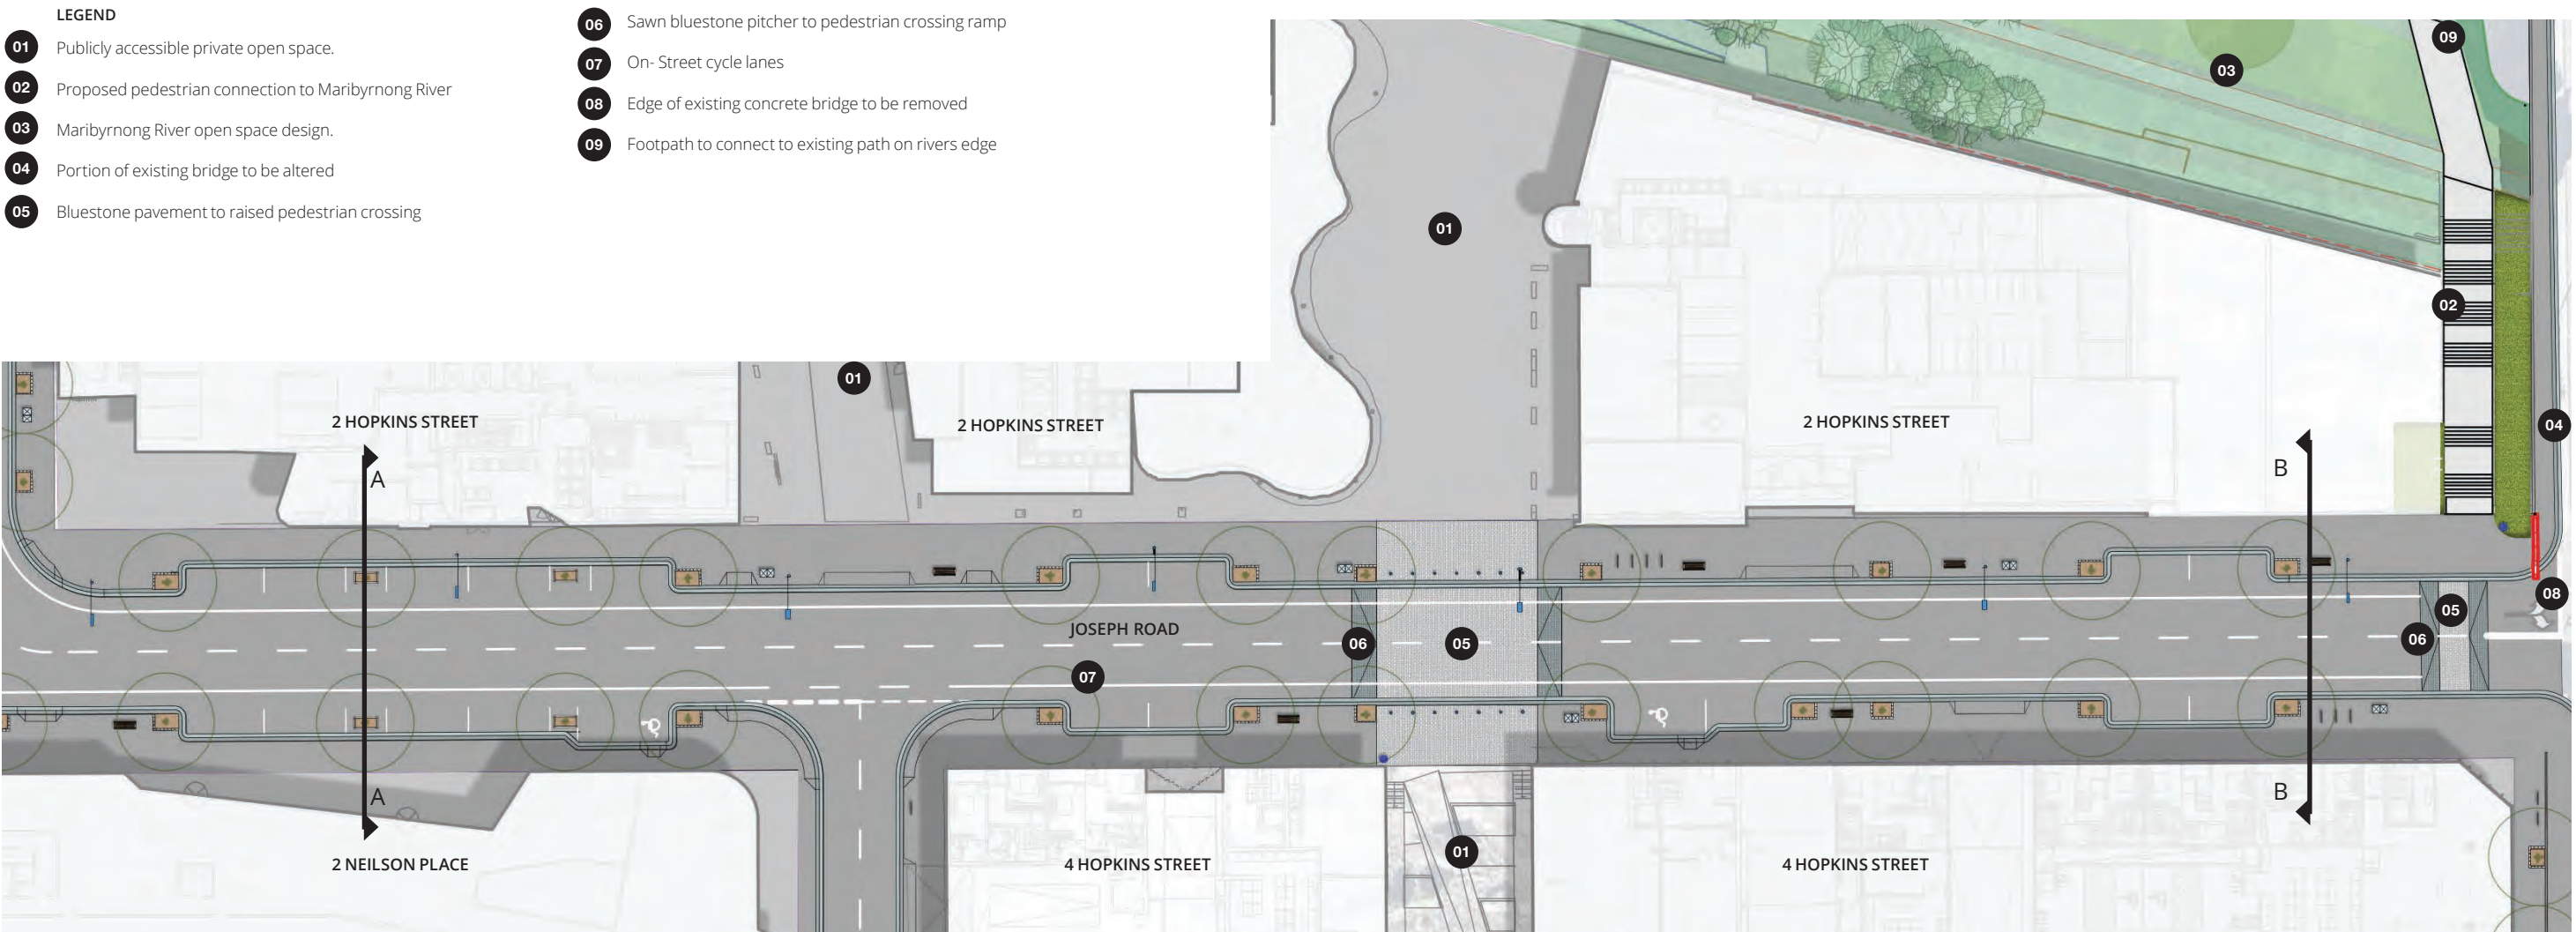 LEGEND
01 Publicly accessible private open space.
02 Proposed pedestrian connection to Maribyrnong River
03 Maribyrnong River open space design.
04 Portion of existing bridge to be altered
05 Bluestone pavement to raised pedestrian crossing
06 Sawn bluestone pitcher to pedestrian crossing ramp
07 On- Street cycle lanes
08 Edge of existing concrete bridge to be removed
09 Footpath to connect to existing path on rivers edge
09
03
01
02
01
2 HOPKINS STREET
2 HOPKINS STREET
2 HOPKINS STREET
04
A
B
08
05
JOSEPH ROAD
06
05
06
07
A
B
01
2 NEILSON PLACE
4 HOPKINS STREET
4 HOPKINS STREET